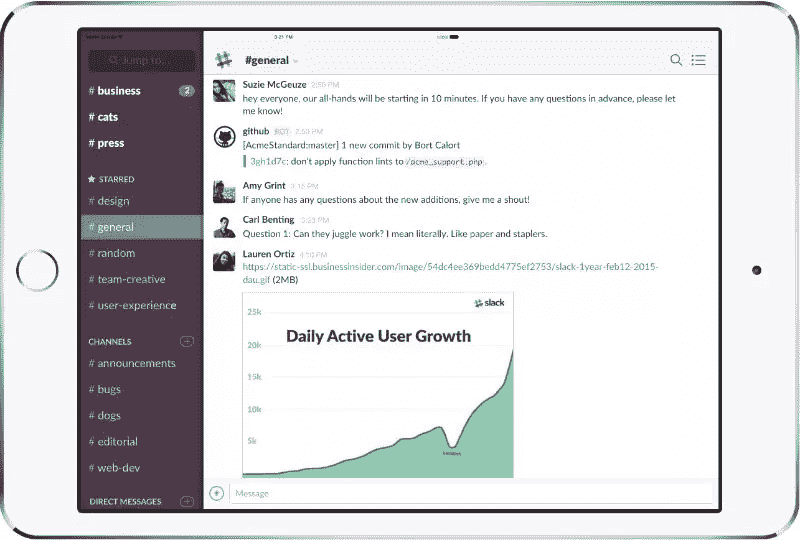 3:21 PM
Jump to...
# business 2
# cats
# press
STARRED
# design
# general
# random
# team-creative
# user-experience
CHANNELS
# announcements
# bugs
# dogs
# editorial
# web-dev
DIRECT MESSAGES
#general
Suzie McGeuze 2:50 PM
hey everyone, our all-hands will be starting in 10 minutes. If you have any questions in advance, please let
me know!
github BOT 2:50 PM
[AcmeStandard:master] 1 new commit by Bort Calort
3gh1d7c: don't apply function lints to /acme_support.php:.
Amy Grint 3:15 PM
If anyone has any questions about the new additions, give me a shout!
Carl Benting 3:23 PM
Question 1: Can they juggle work? I mean literally. Like paper and staplers.
Lauren Ortiz 4:50 PM
https://static-ssl.businessinsider.com/image/54dc4ee369bedd4775ef2753/slack-1year-feb12-2015-
dau.gif (2MB)
slack
Daily Active User Growth
25k
20k
15k
10k
5k
Message